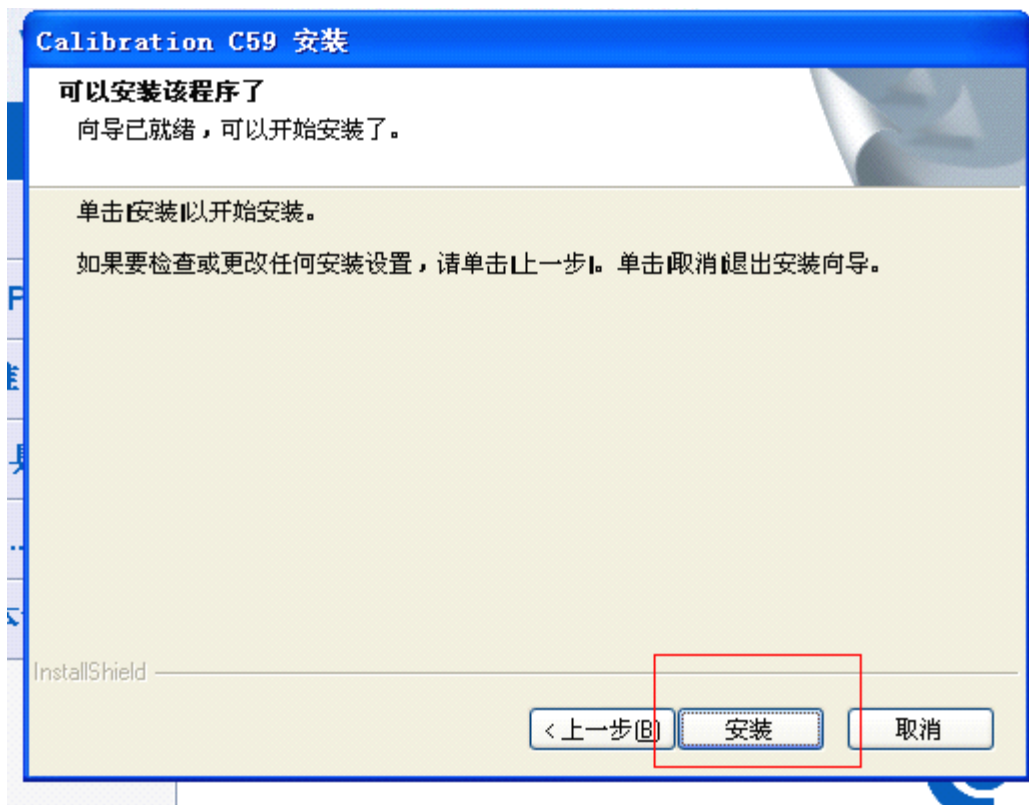 Calibration C59 安装
可以安装该程序了
向导已就绪，可以开始安装了。
单击安装以开始安装。
如果要检查或更改任何安装设置，请单击上一步。单击取消退出安装向导。
InstallShield
<上一步(B) 安装 取消